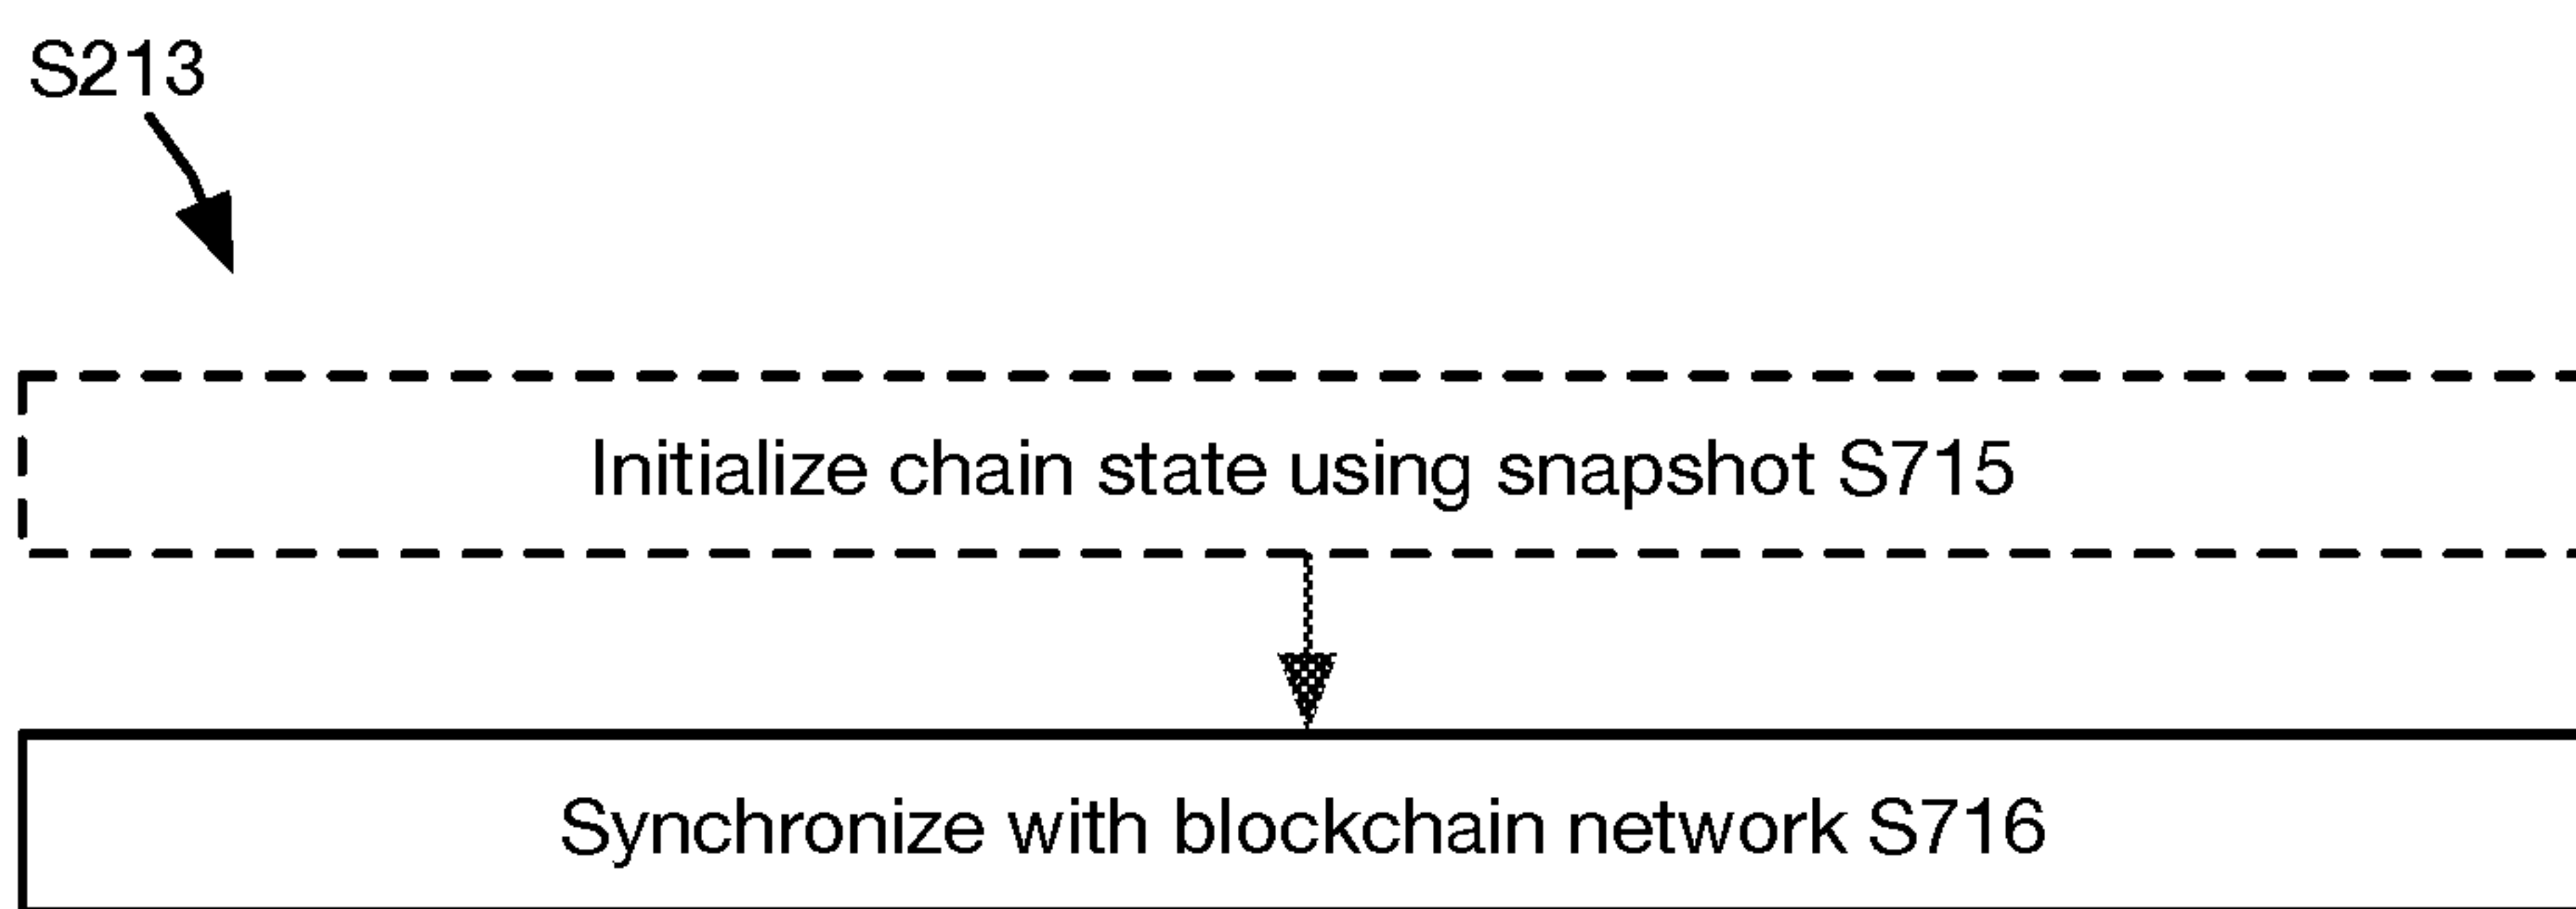 S213
Initialize chain state using snapshot S715
Synchronize with blockchain network S716